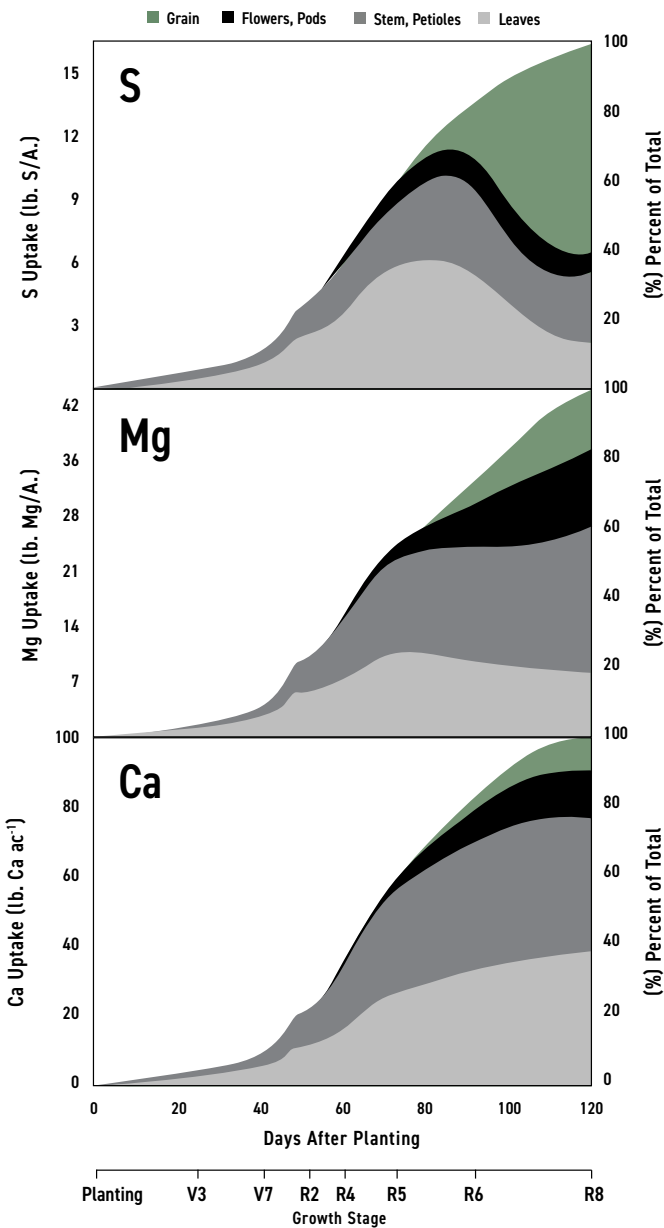 Grain Flowers, Pods Stem, Petioles Leaves
S
S Uptake (lb. S/A.)
15
12
9
6
3
100
80
60
40
20
(%) Percent of Total
Mg
Mg Uptake (lb. Mg/A.)
42
36
28
21
14
7
100
80
60
40
20
(%) Percent of Total
Ca
Ca Uptake (lb. Ca ac-1)
100
80
60
40
20
0
100
80
60
40
20
0
(%) Percent of Total
0 20 40 60 80 100 120
Days After Planting
Planting V3 V7 R2 R4 R5 R6 R8
Growth Stage